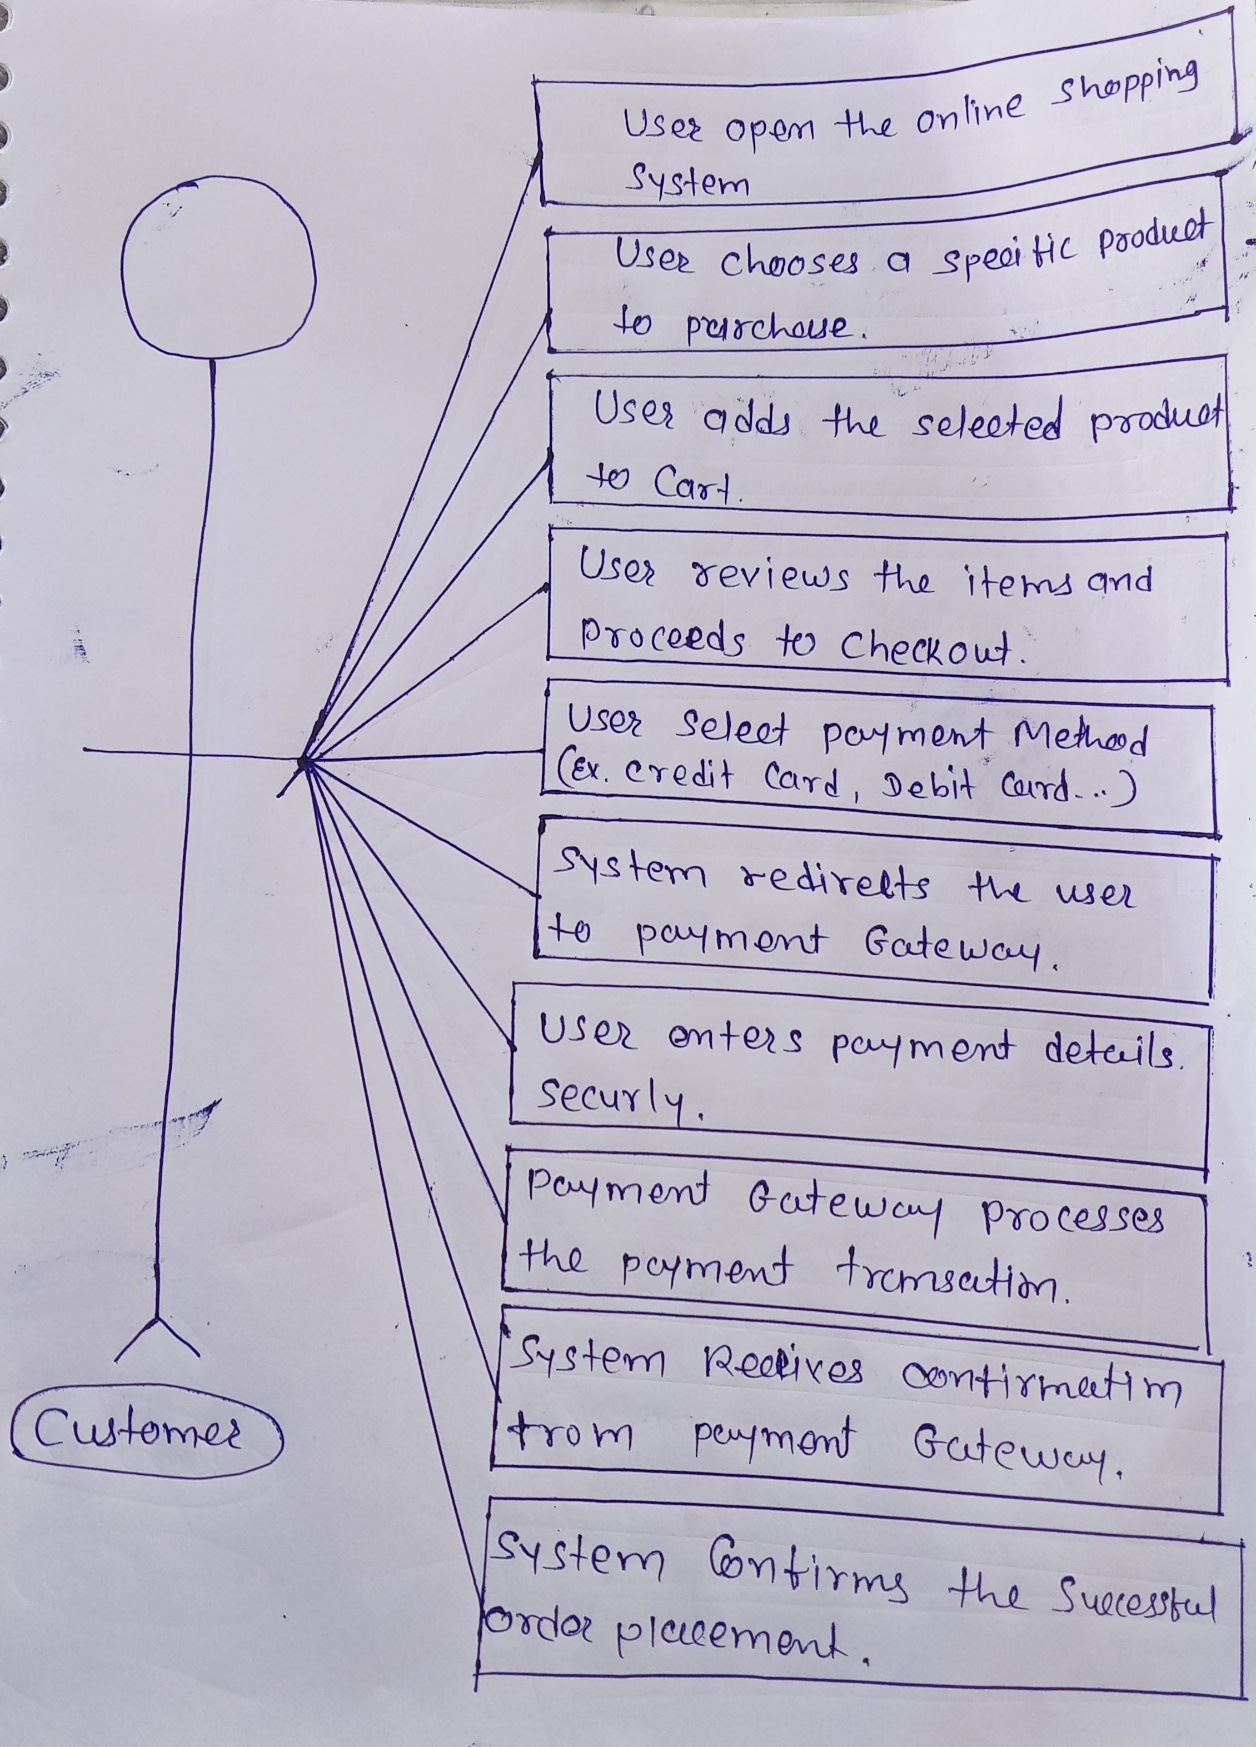 User open the online shopping
System
User chooses a specific product
to purchase.
User adds the selected product
to Cart.
User reviews the items and
Proceeds to Checkout.
User Select payment Method
(Ex. Credit Card, Debit Card...)
System redirects the user
to payment Gateway.
User enters payment details.
Securly.
Payment Gateway Processes
the payment transation.
System Receives Confirmation
from payment Gateway.
System Confirms the Successful
order placement.
Customer